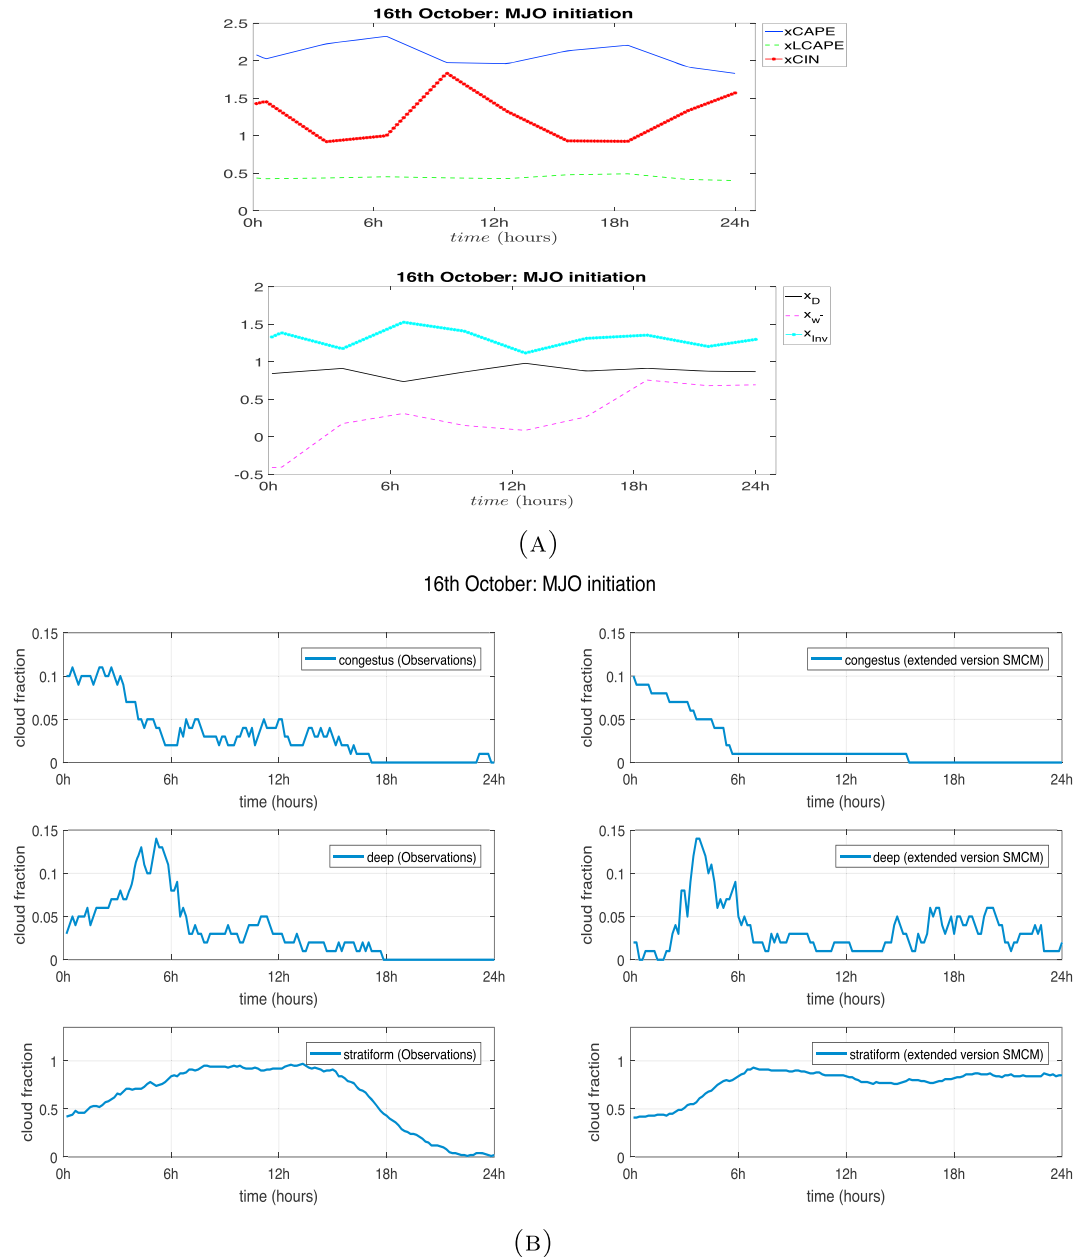 16th October: MJO initiation
2.5
2
1.5
1
0.5
0
0h 6h 12h 18h 24h
time (hours)
xCAPE
xLCAPE
xCIN
16th October: MJO initiation
2
1.5
1
0.5
0
-0.5
0h 6h 12h 18h 24h
time (hours)
x_D
x_w-
x_Inv
(A)
16th October: MJO initiation
cloud fraction
0.15
0.1
0.05
0
0h 6h 12h 18h 24h
time (hours)
congestus (Observations)
cloud fraction
0.15
0.1
0.05
0
0h 6h 12h 18h 24h
time (hours)
congestus (extended version SMCM)
cloud fraction
0.15
0.1
0.05
0
0h 6h 12h 18h 24h
time (hours)
deep (Observations)
cloud fraction
0.15
0.1
0.05
0
0h 6h 12h 18h 24h
time (hours)
deep (extended version SMCM)
cloud fraction
1
0.5
0
0h 6h 12h 18h 24h
time (hours)
stratiform (Observations)
cloud fraction
1
0.5
0
0h 6h 12h 18h 24h
time (hours)
stratiform (extended version SMCM)
(B)